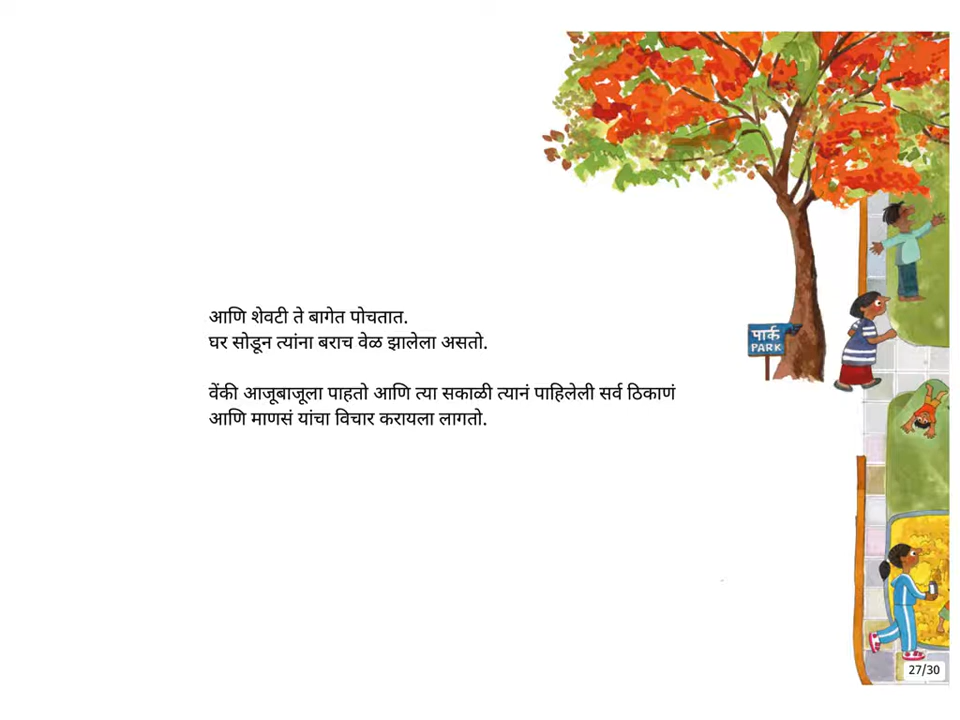 आणि शेवटी ते बागेत पोचतात.
घर सोडून त्यांना बराच वेळ झालेला असतो.
वेंकी आजूबाजूला पाहतो आणि त्या सकाळी त्यानं पाहिलेली सर्व ठिकाणं
आणि माणसं यांचा विचार करायला लागतो.
पार्क
PARK
27/30